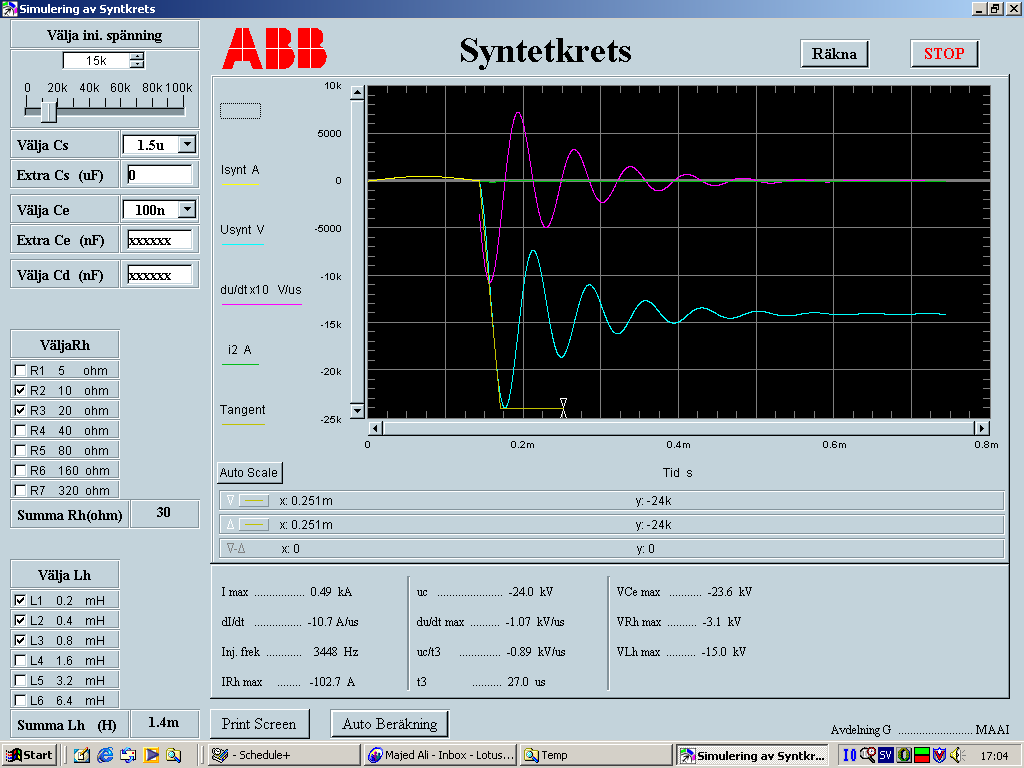 Simulering av Syntkrets
Välja ini. spänning
15k
0 20k 40k 60k 80k 100k
Välja Cs 1.5u
Extra Cs (uF) 0
Välja Ce 100n
Extra Ce (nF) xxxxxx
Välja Cd (nF) xxxxxx
VäljaRh
R1 5 ohm
R2 10 ohm
R3 20 ohm
R4 40 ohm
R5 80 ohm
R6 160 ohm
R7 320 ohm
Summa Rh(ohm) 30
Välja Lh
L1 0.2 mH
L2 0.4 mH
L3 0.8 mH
L4 1.6 mH
L5 3.2 mH
L6 6.4 mH
Summa Lh (H) 1.4m
ABB
Syntetkrets
Räkna
STOP
Isynt A
Usynt V
du/dt x10 V/us
i2 A
Tangent
10k
5000
0
-5000
-10k
-15k
-20k
-25k
0 0.2m 0.4m 0.6m 0.8m
Auto Scale
Tid s
x: 0.251m y: -24k
x: 0.251m y: -24k
x: 0 y: 0
I max ................. 0.49 kA
dI/dt ................ -10.7 A/us
Inj. frek ............ 3448 Hz
IRh max ........ -102.7 A
uc ...................... -24.0 kV
du/dt max .......... -1.07 kV/us
uc/t3 .............. -0.89 kV/us
t3 .......... 27.0 us
VCe max ........... -23.6 kV
VRh max .......... -3.1 kV
VLh max .......... -15.0 kV
Print Screen
Auto Beräkning
Avdelning G ......................... MAAI
Start
- Schedule+
Majed Ali - Inbox - Lotus...
Temp
Simulering av Syntkr...
SV
17:04